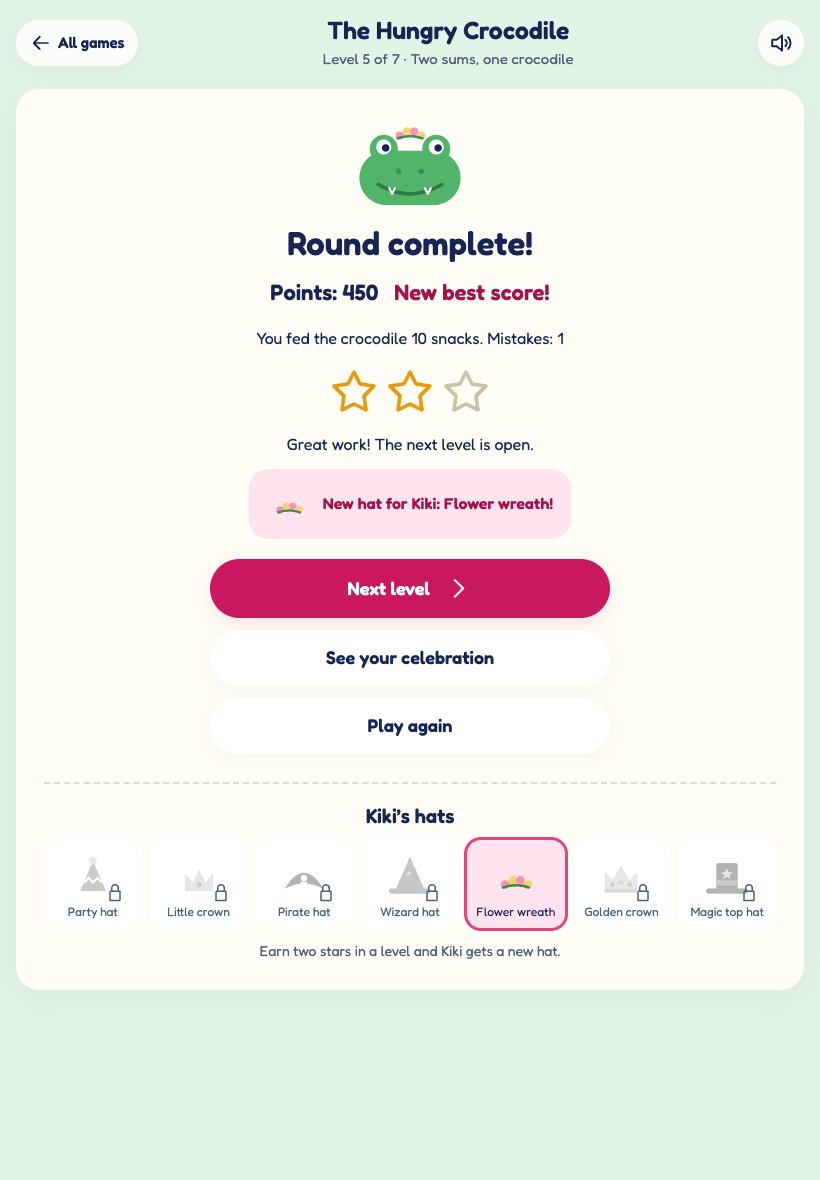 All games
The Hungry Crocodile
Level 5 of 7 · Two sums, one crocodile
Round complete!
Points: 450 New best score!
You fed the crocodile 10 snacks. Mistakes: 1
Great work! The next level is open.
New hat for Kiki: Flower wreath!
Next level
See your celebration
Play again
Kiki’s hats
Party hat
Little crown
Pirate hat
Wizard hat
Flower wreath
Golden crown
Magic top hat
Earn two stars in a level and Kiki gets a new hat.